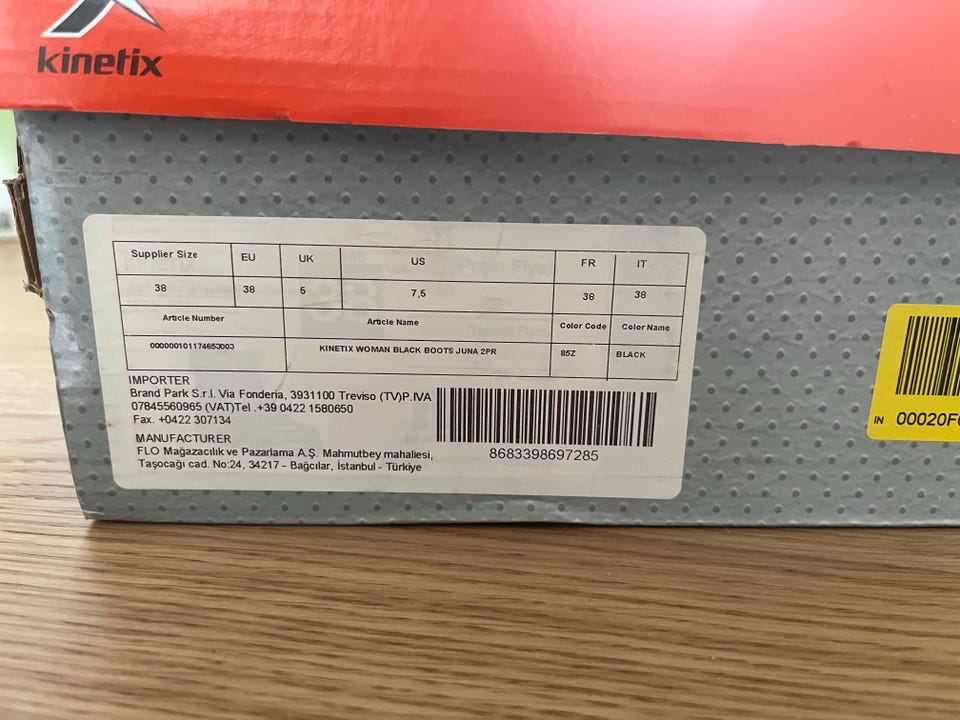 kinetix
Supplier Size EU UK US FR IT
38 38 5 7,5 38 38
Article Number Article Name Color Code Color Name
000000101174653003 KINETIX WOMAN BLACK BOOTS JUNA 2PR 85Z BLACK
IMPORTER
Brand Park S.r.l. Via Fonderia, 3931100 Treviso (TV)P.IVA
07845560965 (VAT)Tel .+39 0422 1580650
Fax. +0422 307134
MANUFACTURER
FLO Mağazacılık ve Pazarlama A.Ş. Mahmutbey mahaliesi,
Taşocağı cad. No:24, 34217 - Bağcılar, İstanbul - Türkiye
8683398697285
IN 00020F